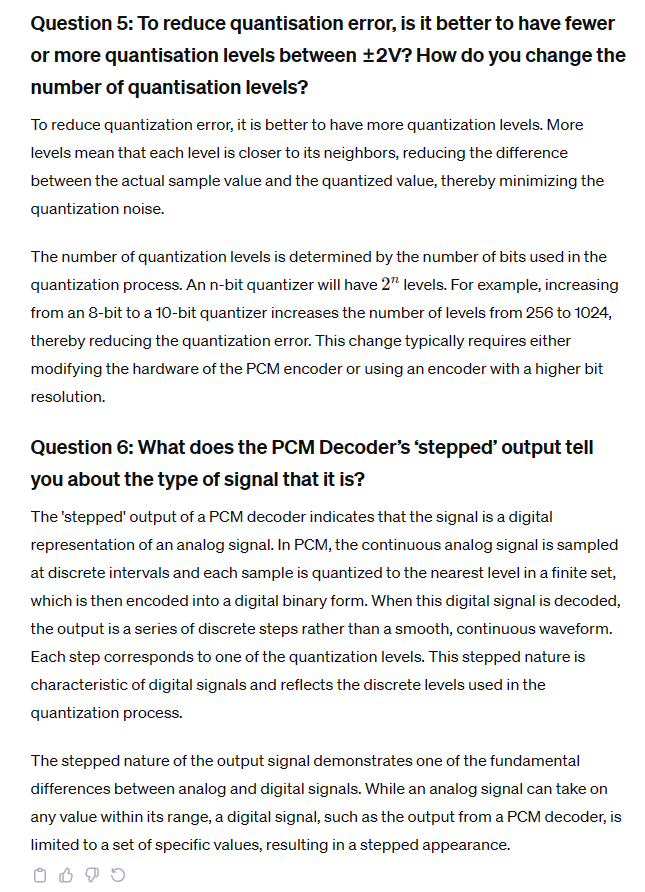 Question 5: To reduce quantisation error, is it better to have fewer
or more quantisation levels between ±2V? How do you change the
number of quantisation levels?
To reduce quantization error, it is better to have more quantization levels. More
levels mean that each level is closer to its neighbors, reducing the difference
between the actual sample value and the quantized value, thereby minimizing the
quantization noise.
The number of quantization levels is determined by the number of bits used in the
quantization process. An n-bit quantizer will have 2ⁿ levels. For example, increasing
from an 8-bit to a 10-bit quantizer increases the number of levels from 256 to 1024,
thereby reducing the quantization error. This change typically requires either
modifying the hardware of the PCM encoder or using an encoder with a higher bit
resolution.
Question 6: What does the PCM Decoder’s ‘stepped’ output tell
you about the type of signal that it is?
The 'stepped' output of a PCM decoder indicates that the signal is a digital
representation of an analog signal. In PCM, the continuous analog signal is sampled
at discrete intervals and each sample is quantized to the nearest level in a finite set,
which is then encoded into a digital binary form. When this digital signal is decoded,
the output is a series of discrete steps rather than a smooth, continuous waveform.
Each step corresponds to one of the quantization levels. This stepped nature is
characteristic of digital signals and reflects the discrete levels used in the
quantization process.
The stepped nature of the output signal demonstrates one of the fundamental
differences between analog and digital signals. While an analog signal can take on
any value within its range, a digital signal, such as the output from a PCM decoder, is
limited to a set of specific values, resulting in a stepped appearance.